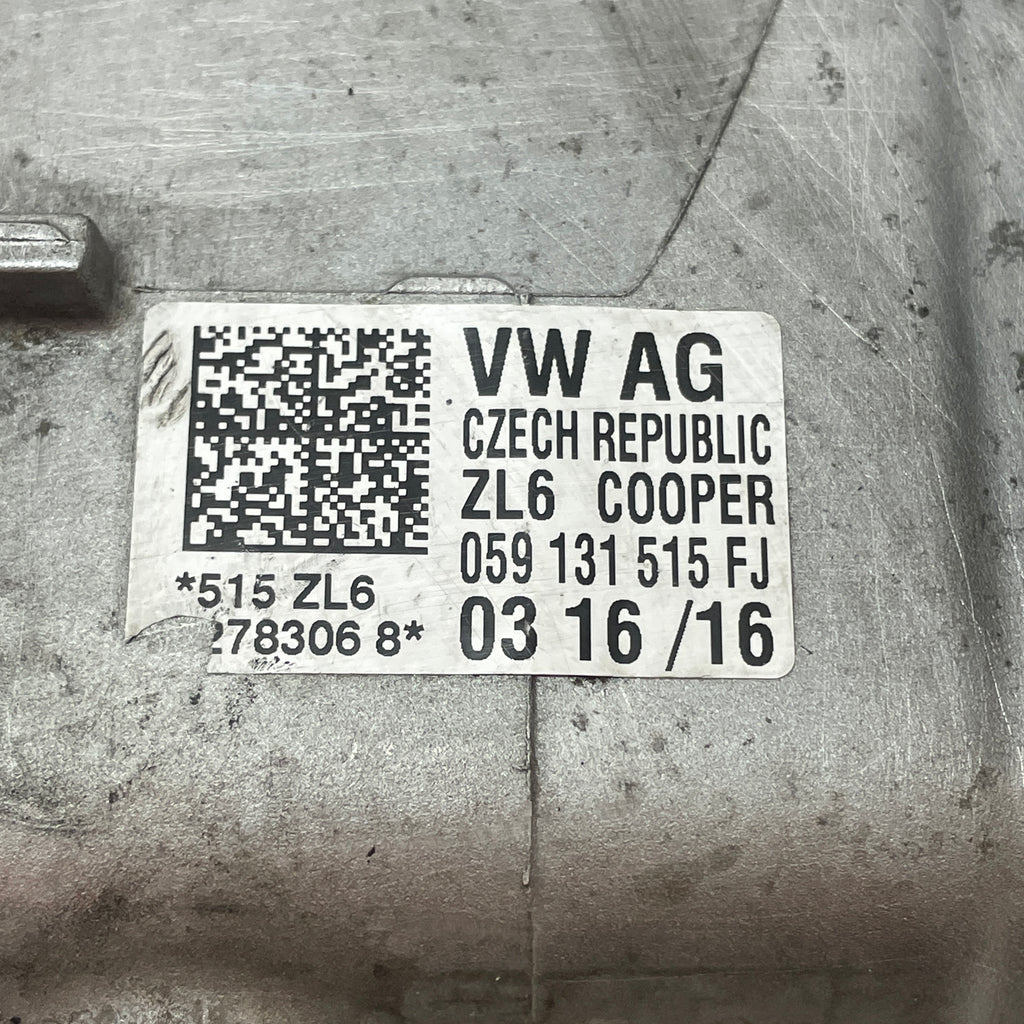 VW AG
CZECH REPUBLIC
ZL6 COOPER
059 131 515 FJ
03 16 /16
*515 ZL6
278306 8*